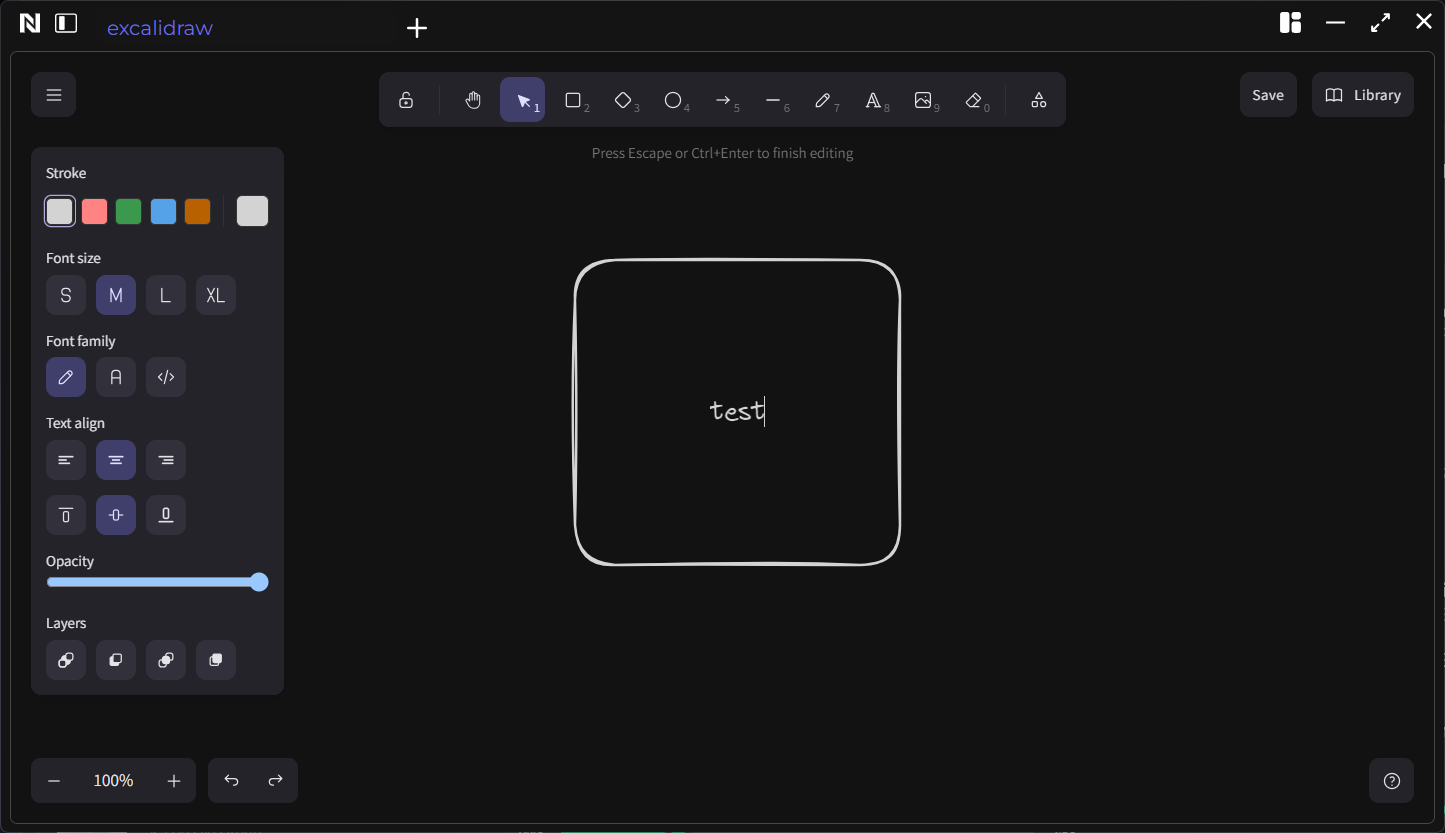 N excalidraw
Save
Library
1 2 3 4 5 6 7 8 9 0
Press Escape or Ctrl+Enter to finish editing
Stroke
Font size
S M L XL
Font family
A </>
Text align
Opacity
Layers
test
100%